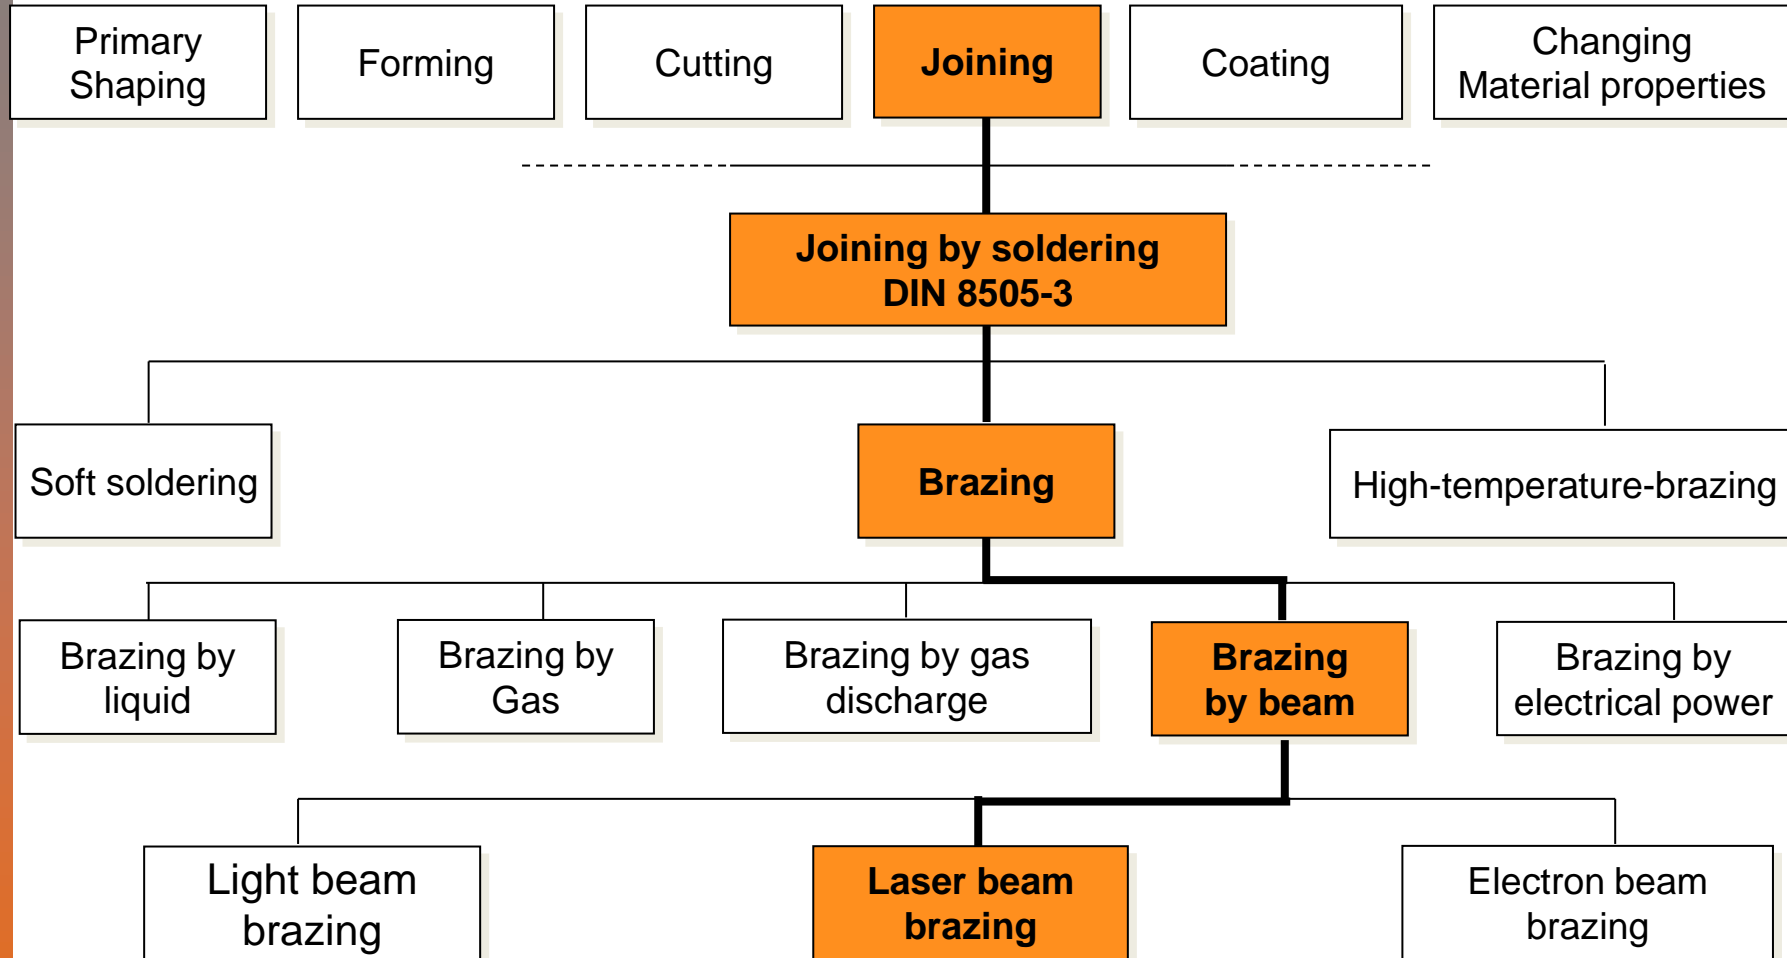 Primary
Shaping
Forming
Cutting
Joining
Coating
Changing
Material properties
Joining by soldering
DIN 8505-3
Soft soldering
Brazing
High-temperature-brazing
Brazing by
liquid
Brazing by
Gas
Brazing by gas
discharge
Brazing
by beam
Brazing by
electrical power
Light beam
brazing
Laser beam
brazing
Electron beam
brazing